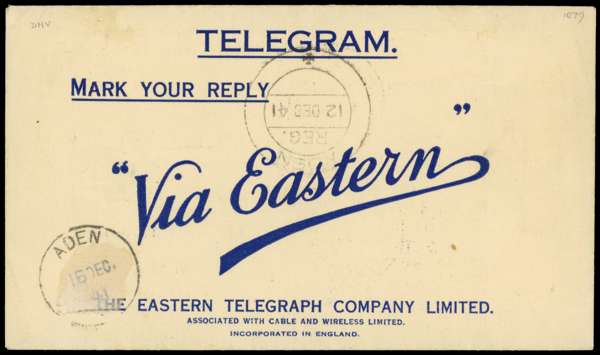 TELEGRAM.
MARK YOUR REPLY
"Via Eastern"
THE EASTERN TELEGRAPH COMPANY LIMITED.
ASSOCIATED WITH CABLE AND WIRELESS LIMITED.
INCORPORATED IN ENGLAND.
ADEN
DEC.
41
REG.
12 DEC 41